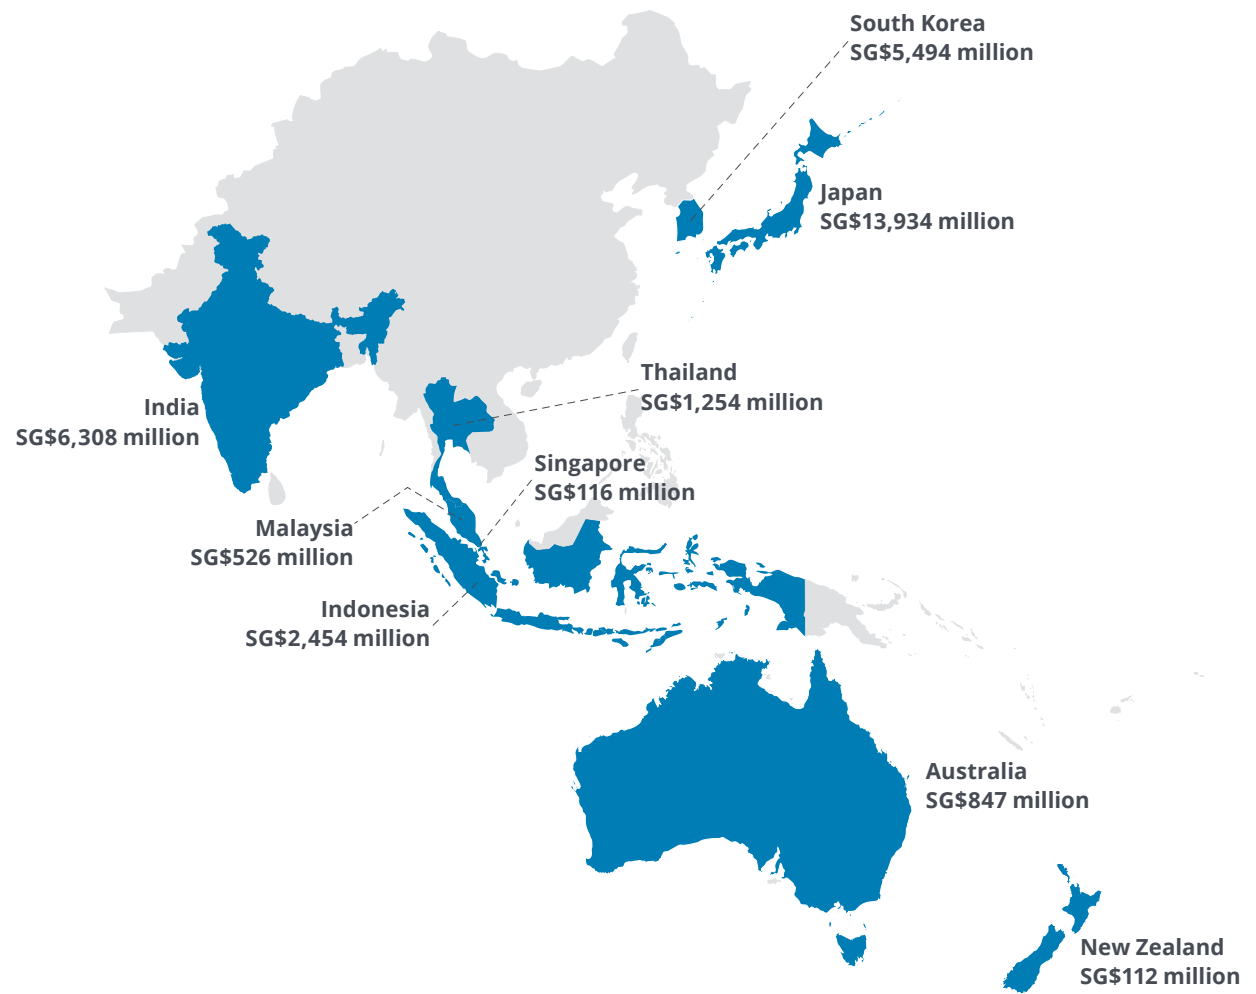 South Korea
SG$5,494 million
Japan
SG$13,934 million
Thailand
SG$1,254 million
India
SG$6,308 million
Singapore
SG$116 million
Malaysia
SG$526 million
Indonesia
SG$2,454 million
Australia
SG$847 million
New Zealand
SG$112 million